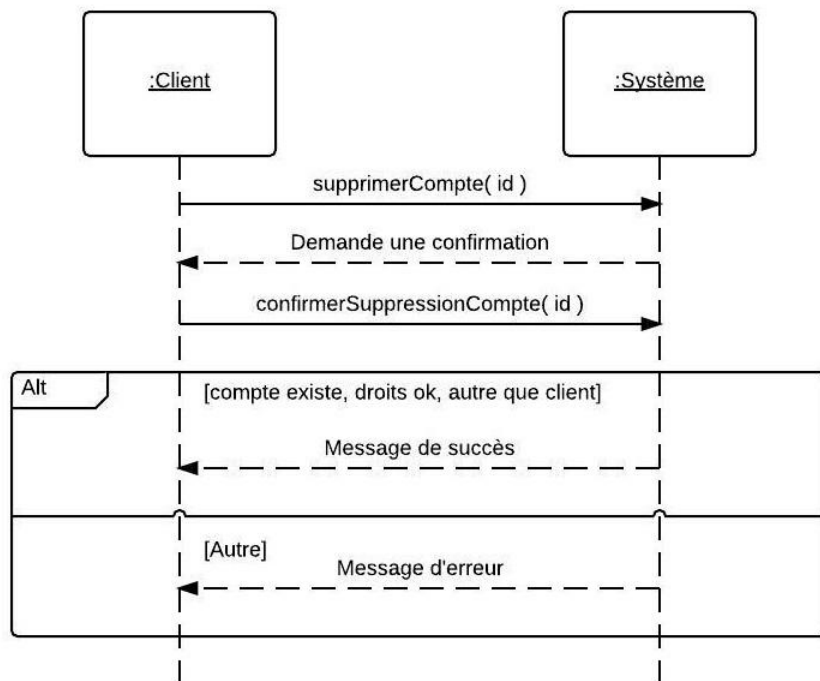 :Client
:Système
supprimerCompte( id )
Demande une confirmation
confirmerSuppressionCompte( id )
Alt
[compte existe, droits ok, autre que client]
Message de succès
[Autre]
Message d'erreur